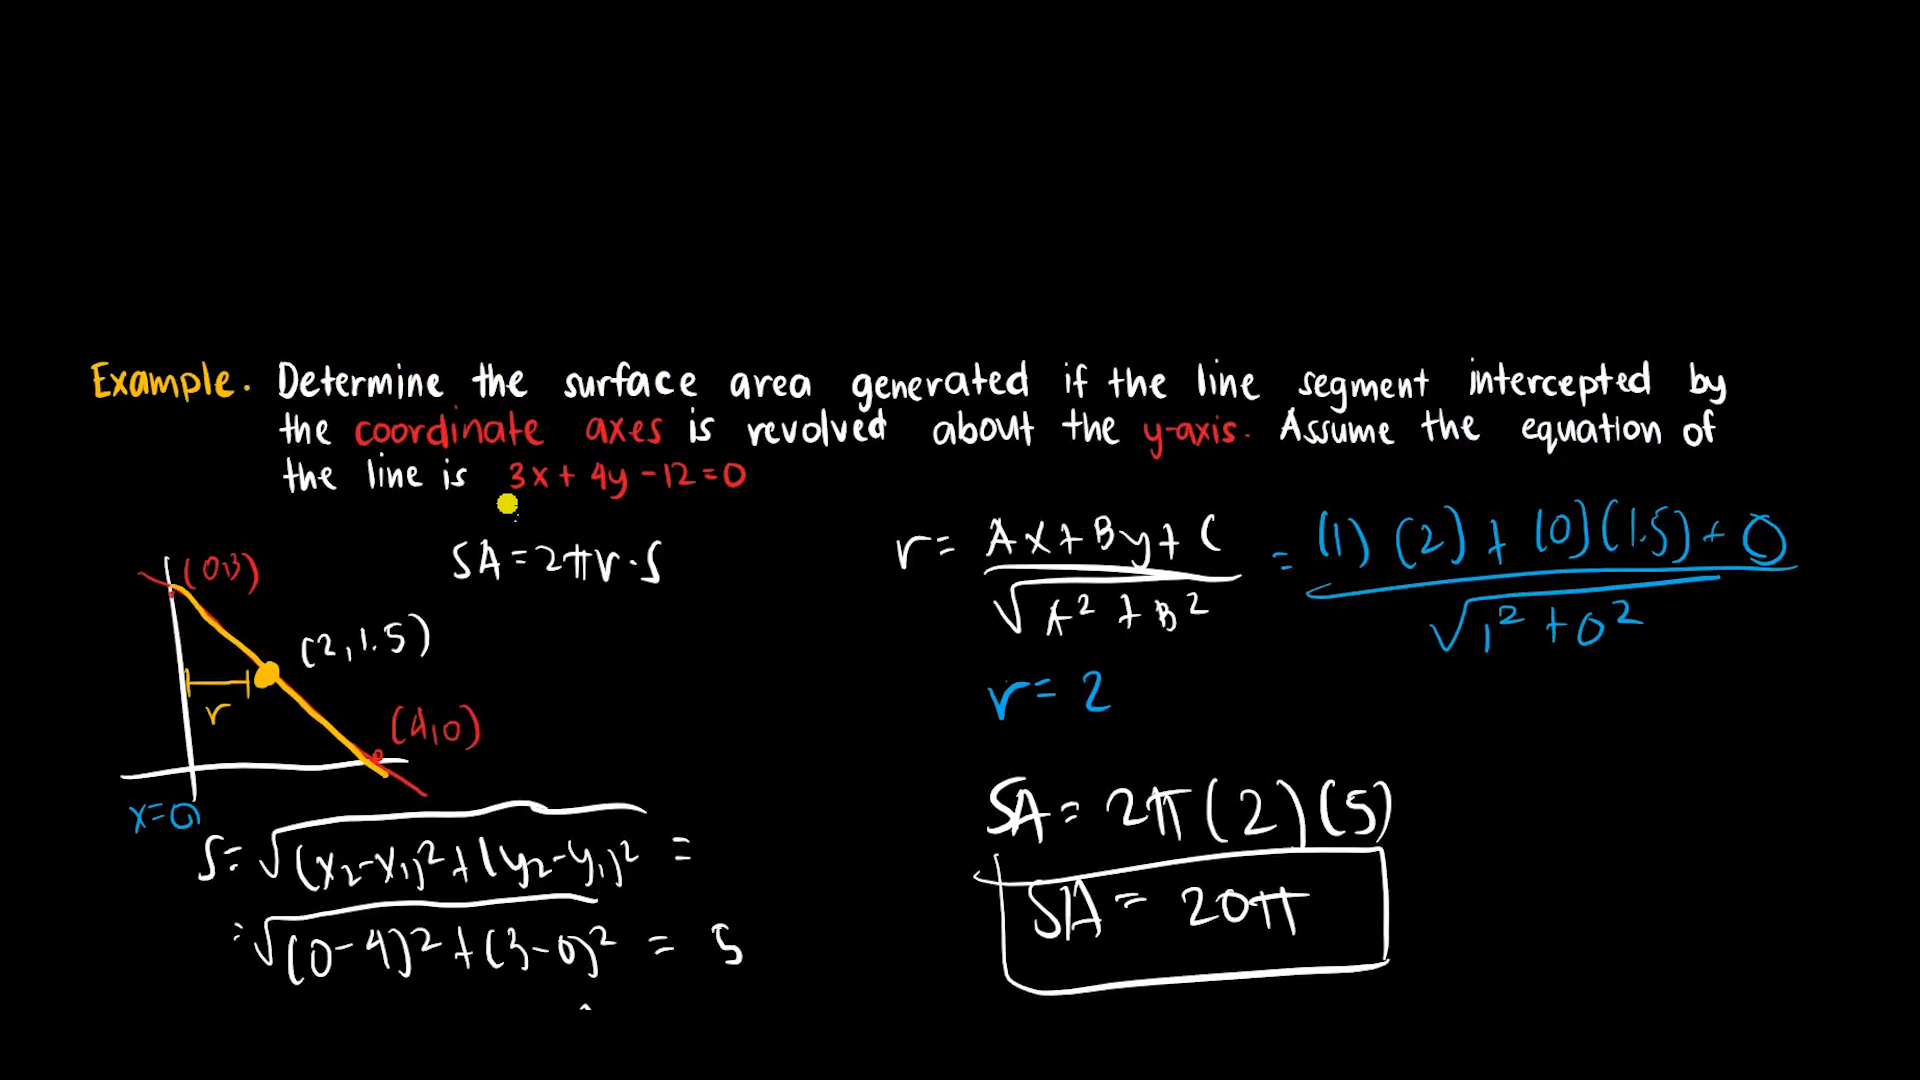 Example. Determine the surface area generated if the line segment intercepted by
the coordinate axes is revolved about the y-axis. Assume the equation of
the line is 3x + 4y - 12 = 0
SA = 2πr · S
(0,3)
(2, 1.5)
r
(4,0)
x=0
S = √(x₂-x₁)² + (y₂-y₁)² =
= √(0-4)² + (3-0)² = 5
r = Ax + By + C / √A² + B² = (1)(2) + (0)(1.5) + 0 / √1² + 0²
r = 2
SA = 2π(2)(5)
SA = 20π